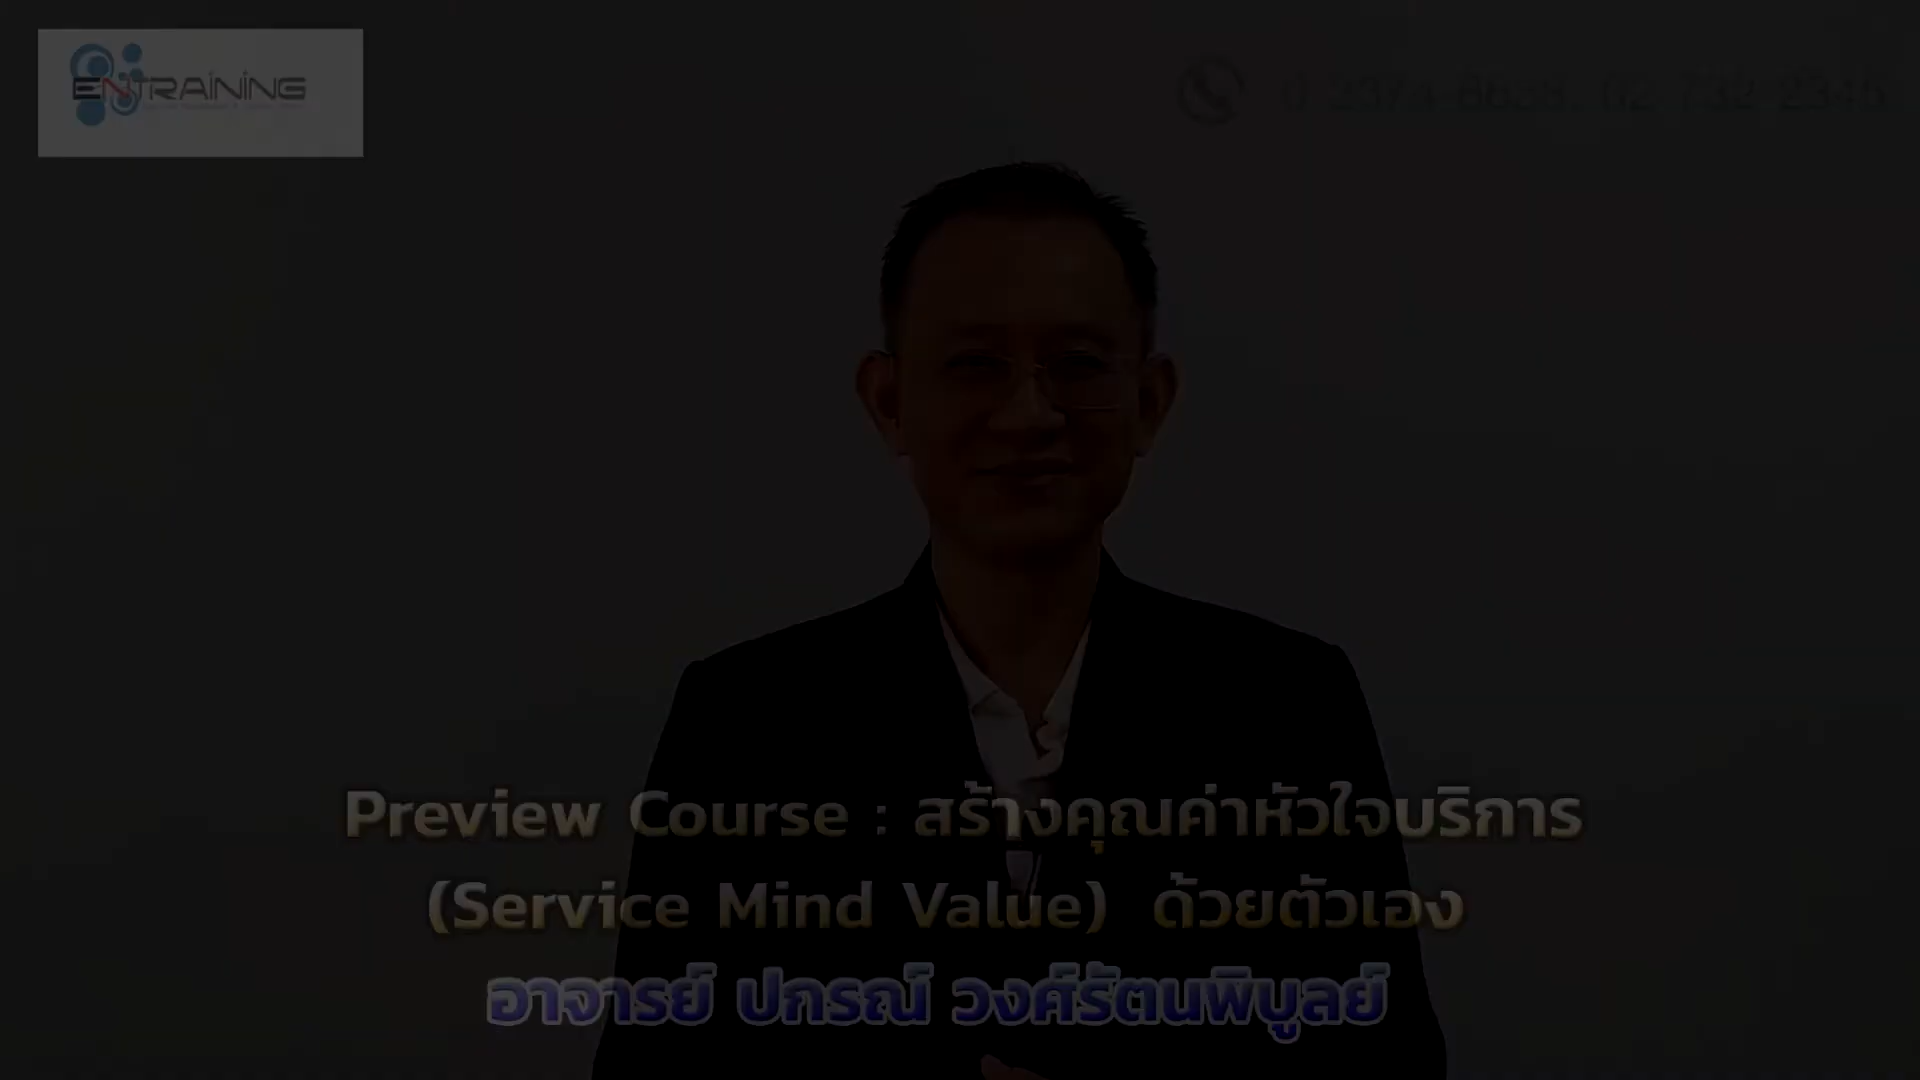 ENTRAINING
Preview Course : สร้างคุณค่าหัวใจบริการ
(Service Mind Value) ด้วยตัวเอง
อาจารย์ ปกรณ์ วงศ์รัตนพิบูลย์